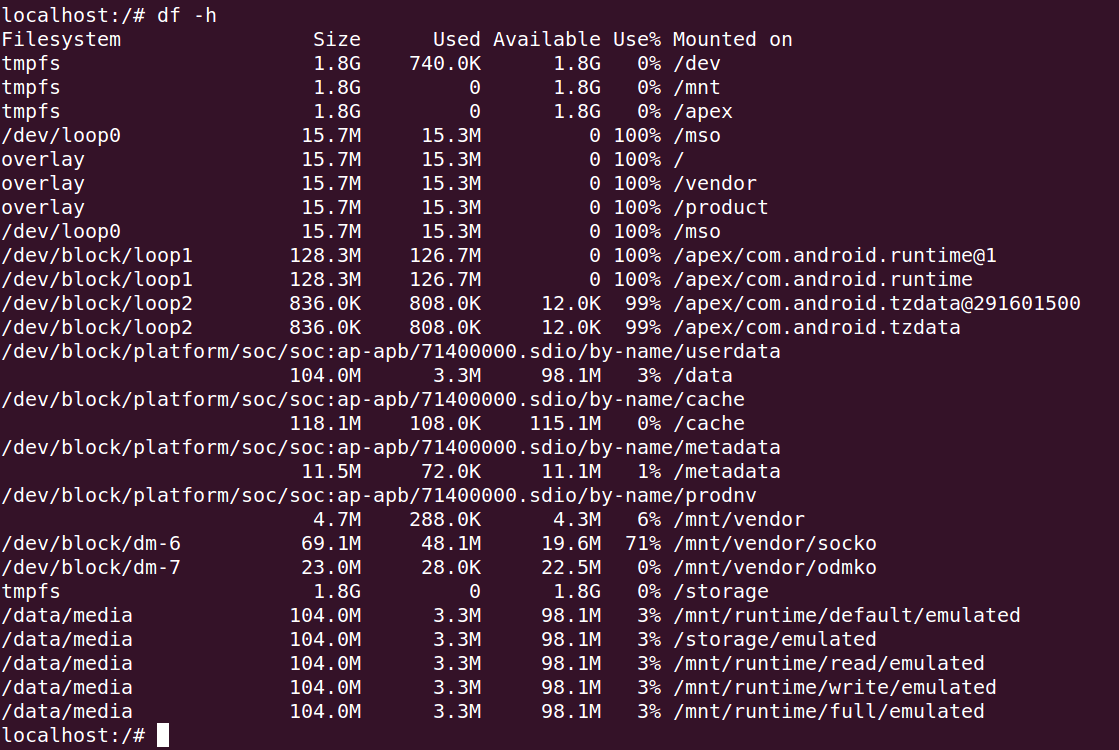 localhost:/# df -h
Filesystem                Size      Used Available Use% Mounted on
tmpfs                     1.8G    740.0K      1.8G   0% /dev
tmpfs                     1.8G         0      1.8G   0% /mnt
tmpfs                     1.8G         0      1.8G   0% /apex
/dev/loop0               15.7M     15.3M         0 100% /mso
overlay                  15.7M     15.3M         0 100% /
overlay                  15.7M     15.3M         0 100% /vendor
overlay                  15.7M     15.3M         0 100% /product
/dev/loop0               15.7M     15.3M         0 100% /mso
/dev/block/loop1        128.3M    126.7M         0 100% /apex/com.android.runtime@1
/dev/block/loop1        128.3M    126.7M         0 100% /apex/com.android.runtime
/dev/block/loop2        836.0K    808.0K     12.0K  99% /apex/com.android.tzdata@291601500
/dev/block/loop2        836.0K    808.0K     12.0K  99% /apex/com.android.tzdata
/dev/block/platform/soc/soc:ap-apb/71400000.sdio/by-name/userdata
                        104.0M      3.3M     98.1M   3% /data
/dev/block/platform/soc/soc:ap-apb/71400000.sdio/by-name/cache
                        118.1M    108.0K    115.1M   0% /cache
/dev/block/platform/soc/soc:ap-apb/71400000.sdio/by-name/metadata
                         11.5M     72.0K     11.1M   1% /metadata
/dev/block/platform/soc/soc:ap-apb/71400000.sdio/by-name/prodnv
                          4.7M    288.0K      4.3M   6% /mnt/vendor
/dev/block/dm-6          69.1M     48.1M     19.6M  71% /mnt/vendor/socko
/dev/block/dm-7          23.0M     28.0K     22.5M   0% /mnt/vendor/odmko
tmpfs                     1.8G         0      1.8G   0% /storage
/data/media             104.0M      3.3M     98.1M   3% /mnt/runtime/default/emulated
/data/media             104.0M      3.3M     98.1M   3% /storage/emulated
/data/media             104.0M      3.3M     98.1M   3% /mnt/runtime/read/emulated
/data/media             104.0M      3.3M     98.1M   3% /mnt/runtime/write/emulated
/data/media             104.0M      3.3M     98.1M   3% /mnt/runtime/full/emulated
localhost:/#